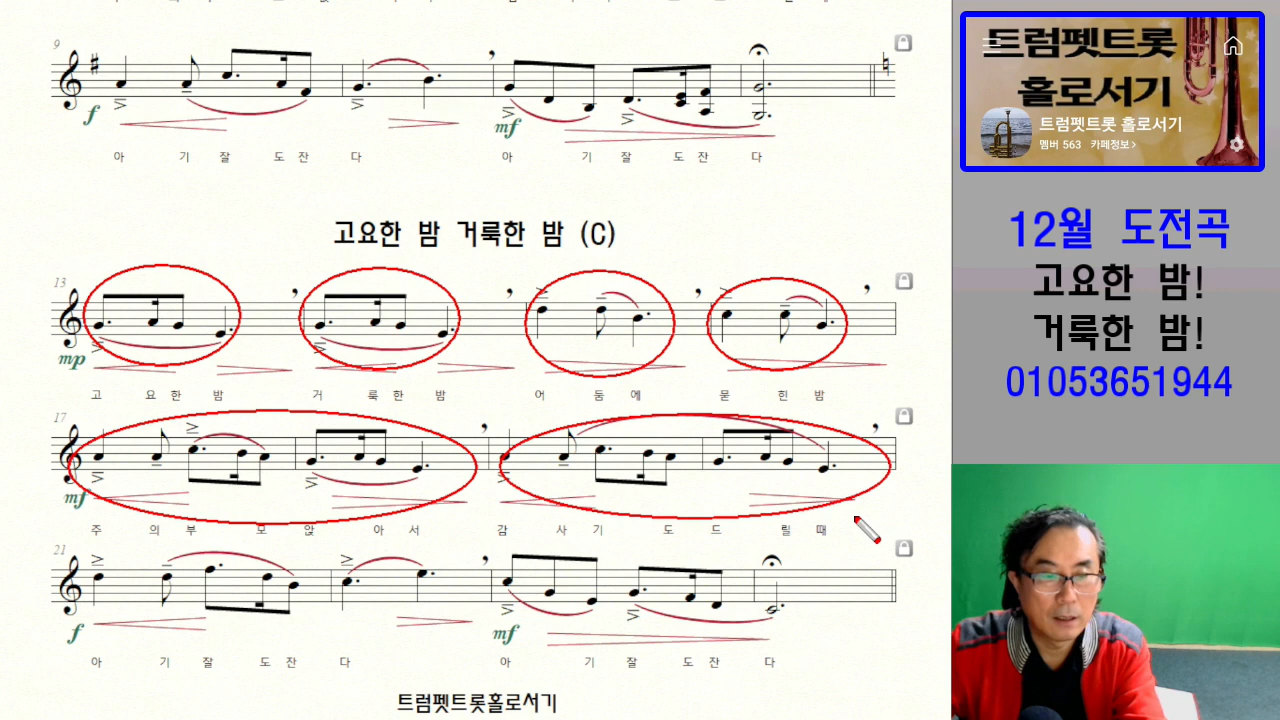 9
f
mf
아 기 잘 도 잔 다 아 기 잘 도 잔 다
고요한 밤 거룩한 밤 (C)
13
mp
고 요 한 밤 거 룩 한 밤 어 둠 에 묻 힌 밤
17
mf
주 의 부 모 앉 아 서 감 사 기 도 드 릴 때
21
f
mf
아 기 잘 도 잔 다 아 기 잘 도 잔 다
트럼펫트롯홀로서기
트럼펫트롯
홀로서기
트럼펫트롯 홀로서기
멤버 563 카페정보>
12월 도전곡
고요한 밤!
거룩한 밤!
01053651944